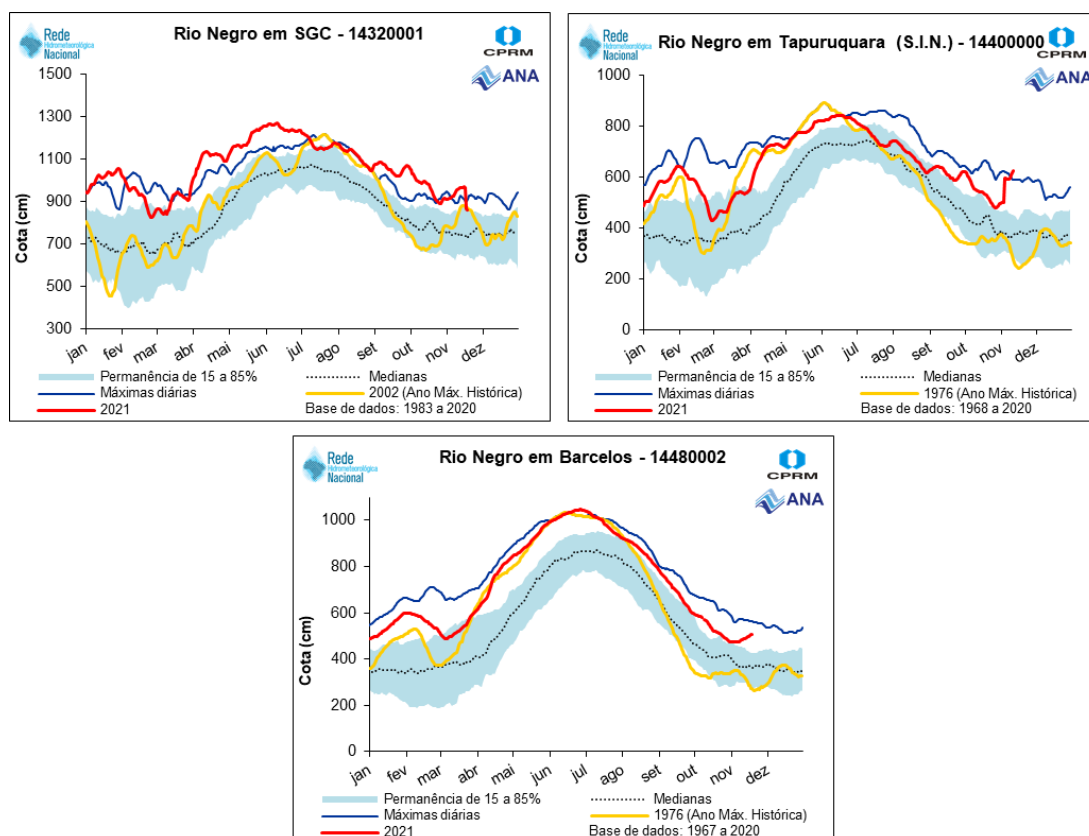 Rede
Hidrometeorológica
Nacional
Rio Negro em SGC - 14320001
CPRM
ANA
Cota (cm)
1500
1300
1100
900
700
500
300
jan fev mar abr mai jun jul ago set out nov dez
Permanência de 15 a 85%
Medianas
Máximas diárias
2002 (Ano Máx. Histórica)
2021
Base de dados: 1983 a 2020
Rede
Hidrometeorológica
Nacional
Rio Negro em Tapuruquara (S.I.N.) - 14400000
CPRM
ANA
Cota (cm)
1000
800
600
400
200
0
jan fev mar abr mai jun jul ago set out nov dez
Permanência de 15 a 85%
Medianas
Máximas diárias
1976 (Ano Máx. Histórica)
2021
Base de dados: 1968 a 2020
Rede
Hidrometeorológica
Nacional
Rio Negro em Barcelos - 14480002
CPRM
ANA
Cota (cm)
1000
800
600
400
200
0
jan fev mar abr mai jun jul ago set out nov dez
Permanência de 15 a 85%
Medianas
Máximas diárias
1976 (Ano Máx. Histórica)
2021
Base de dados: 1967 a 2020